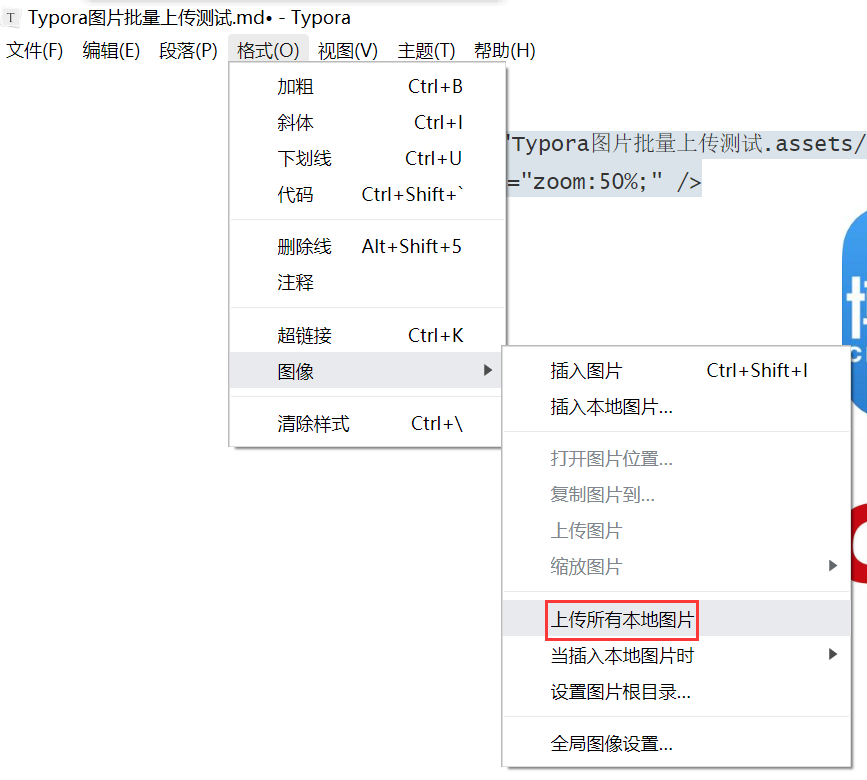 T Typora图片批量上传测试.md• - Typora
文件(F) 编辑(E) 段落(P) 格式(O) 视图(V) 主题(T) 帮助(H)
加粗 Ctrl+B
斜体 Ctrl+I
下划线 Ctrl+U
代码 Ctrl+Shift+`
删除线 Alt+Shift+5
注释
超链接 Ctrl+K
图像
清除样式 Ctrl+\
"Typora图片批量上传测试.assets/
="zoom:50%;" />
插入图片 Ctrl+Shift+I
插入本地图片...
打开图片位置...
复制图片到...
上传图片
缩放图片
上传所有本地图片
当插入本地图片时
设置图片根目录...
全局图像设置...